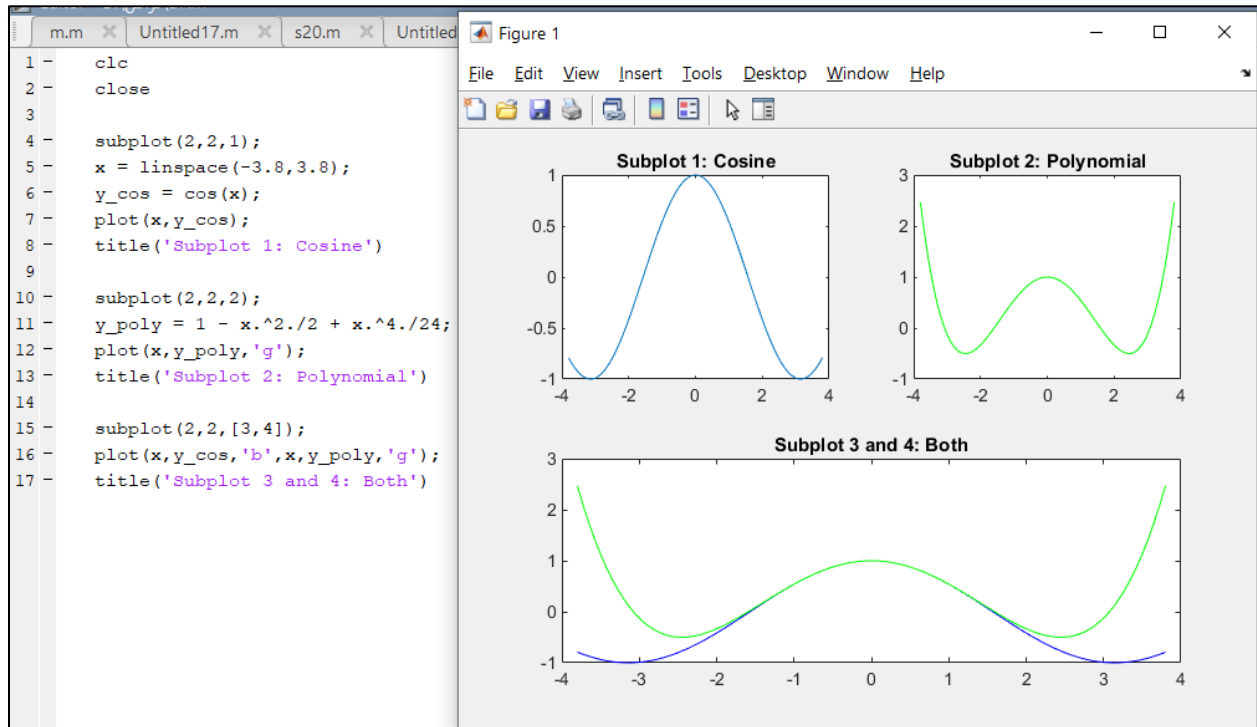 m.m Untitled17.m s20.m Untitled
1 - clc
2 - close
3
4 - subplot(2,2,1);
5 - x = linspace(-3.8,3.8);
6 - y_cos = cos(x);
7 - plot(x,y_cos);
8 - title('Subplot 1: Cosine')
9
10 - subplot(2,2,2);
11 - y_poly = 1 - x.^2./2 + x.^4./24;
12 - plot(x,y_poly,'g');
13 - title('Subplot 2: Polynomial')
14
15 - subplot(2,2,[3,4]);
16 - plot(x,y_cos,'b',x,y_poly,'g');
17 - title('Subplot 3 and 4: Both')
Figure 1
File Edit View Insert Tools Desktop Window Help
Subplot 1: Cosine
1
0.5
0
-0.5
-1
-4 -2 0 2 4
Subplot 2: Polynomial
3
2
1
0
-1
-4 -2 0 2 4
Subplot 3 and 4: Both
3
2
1
0
-1
-4 -3 -2 -1 0 1 2 3 4